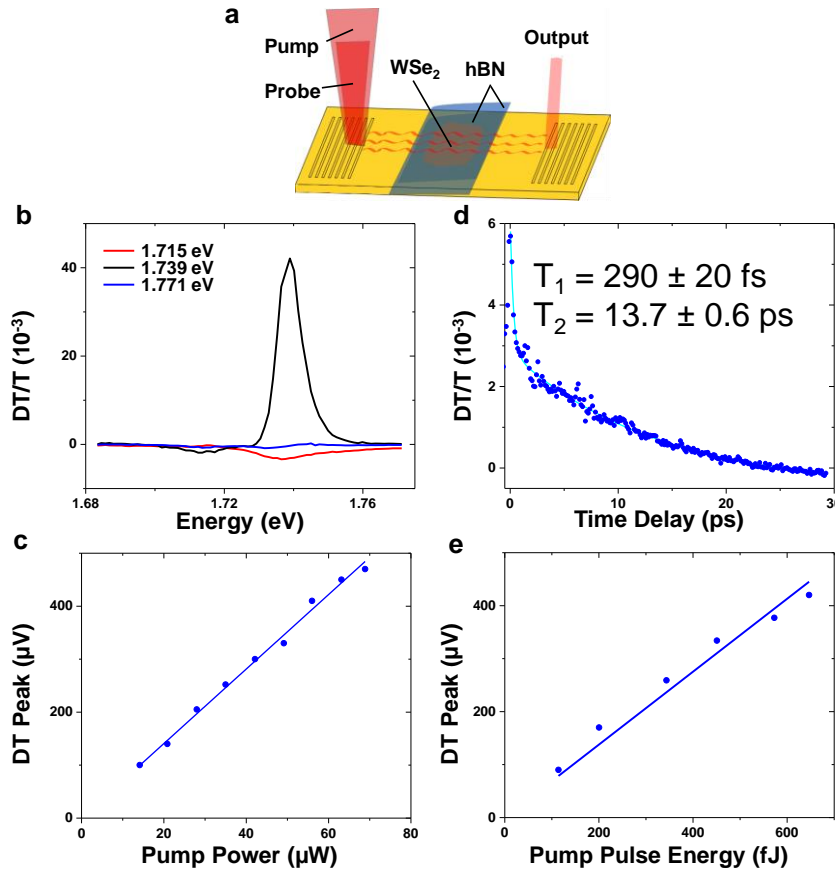 a
Pump
Probe
WSe₂
hBN
Output
b
1.715 eV
1.739 eV
1.771 eV
40
20
0
DT/T (10⁻³)
1.68
1.72
1.76
Energy (eV)
d
T₁ = 290 ± 20 fs
T₂ = 13.7 ± 0.6 ps
6
4
2
0
DT/T (10⁻³)
0
10
20
30
Time Delay (ps)
c
400
200
0
DT Peak (µV)
0
20
40
60
80
Pump Power (µW)
e
400
200
0
DT Peak (µV)
0
200
400
600
Pump Pulse Energy (fJ)